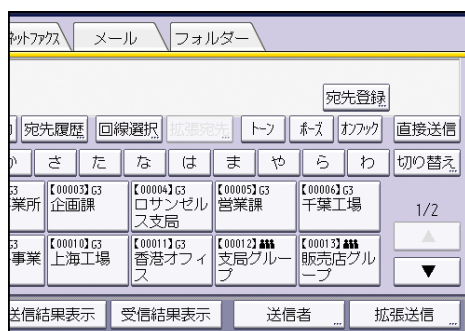 ネットファクス メール フォルダー
宛先登録
宛先履歴 回線選択 拡張宛先 トーン ポーズ オンフック 直接送信
か さ た な は ま や ら わ 切り替え
G3 【00003】G3 【00004】G3 【00005】G3 【00006】G3
業所 企画課 ロサンゼル 営業課 千葉工場 1/2
ス支局
G3 【00010】G3 【00011】G3 【00012】 【00013】
事業 上海工場 香港オフィ 支局グルー 販売店グル
ス プ ープ
送信結果表示 受信結果表示 送信者 拡張送信